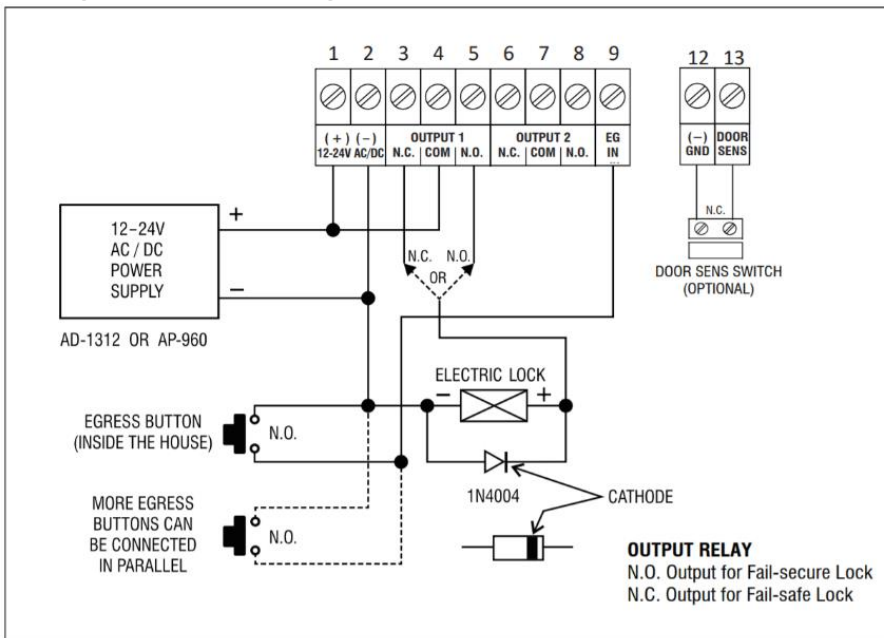 1 2 3 4 5 6 7 8 9 12 13
(+) (−) OUTPUT 1 OUTPUT 2 EG (−) DOOR
12-24V AC/DC N.C. | COM | N.O. N.C. | COM | N.O. IN GND SENS
...
N.C.
DOOR SENS SWITCH
(OPTIONAL)
+
12–24V
AC / DC
POWER
SUPPLY
−
AD-1312 OR AP-960
N.C. N.O.
OR
ELECTRIC LOCK
− +
EGRESS BUTTON
(INSIDE THE HOUSE)
N.O.
1N4004
CATHODE
MORE EGRESS
BUTTONS CAN
BE CONNECTED
IN PARALLEL
N.O.
OUTPUT RELAY
N.O. Output for Fail-secure Lock
N.C. Output for Fail-safe Lock